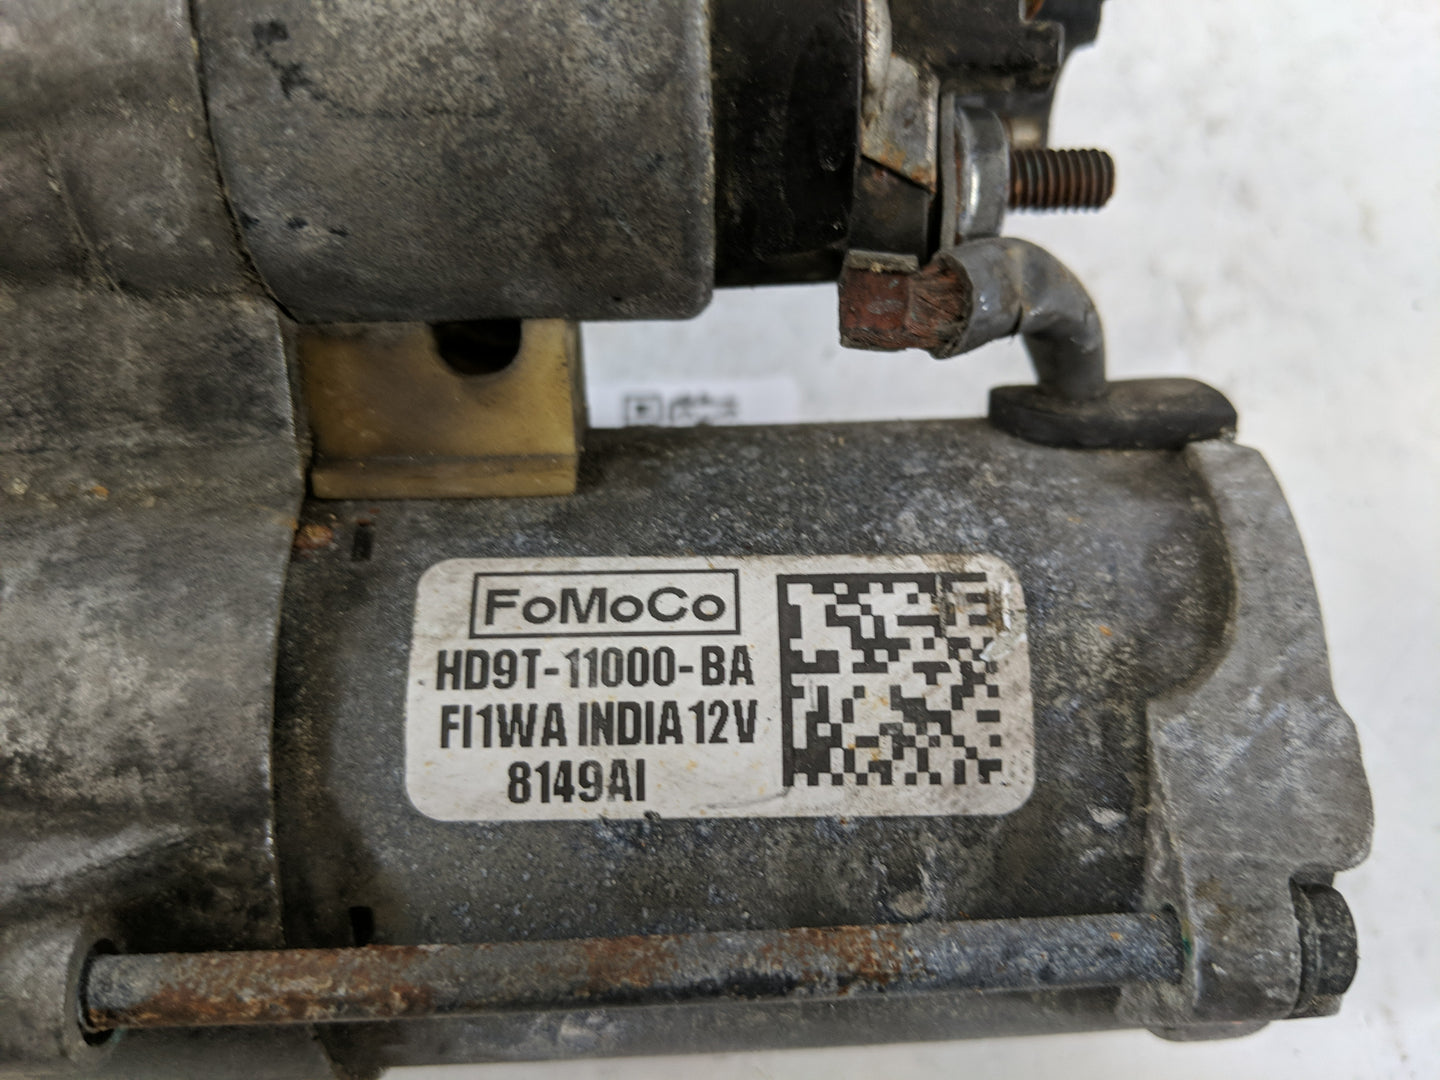 FoMoCo
HD9T-11000-BA
FI1WA INDIA 12V
8149AI